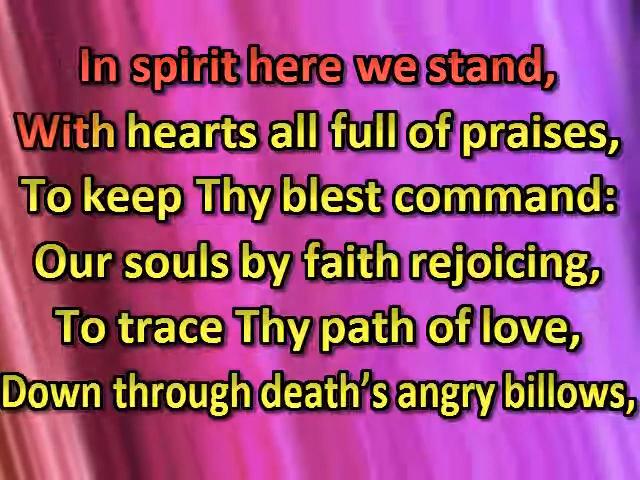 In spirit here we stand,
With hearts all full of praises,
To keep Thy blest command:
Our souls by faith rejoicing,
To trace Thy path of love,
Down through death's angry billows,